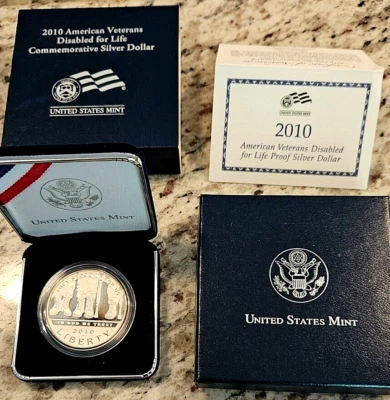 2010 American Veterans
Disabled for Life
Commemorative Silver Dollar
UNITED STATES MINT
2010
American Veterans Disabled
for Life Proof Silver Dollar
UNITED STATES MINT
IN GOD WE TRUST
2010
LIBERTY
UNITED STATES MINT